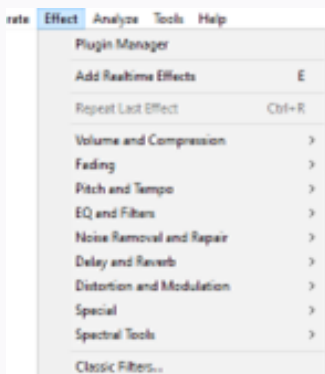 rate Effect Analyze Tools Help
Plugin Manager
Add Realtime Effects E
Repeat Last Effect Ctrl+R
Volume and Compression >
Fading >
Pitch and Tempo >
EQ and Filters >
Noise Removal and Repair >
Delay and Reverb >
Distortion and Modulation >
Special >
Spectral Tools >
Classic Filters...